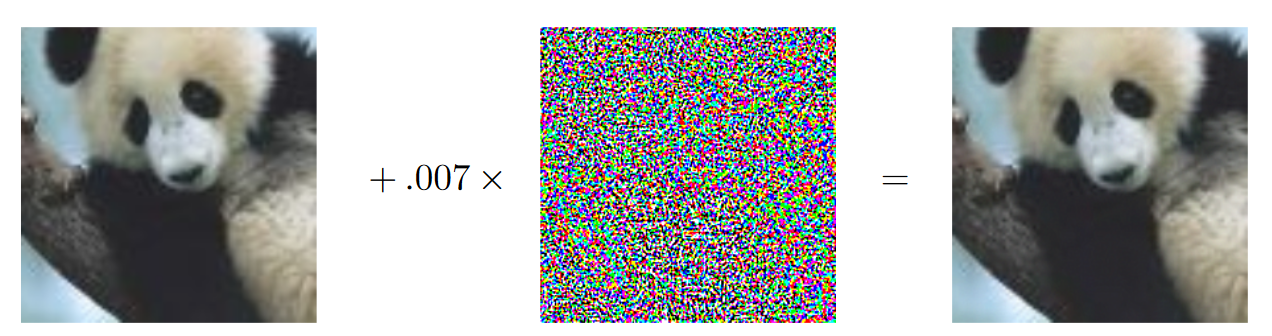 + .007 × =